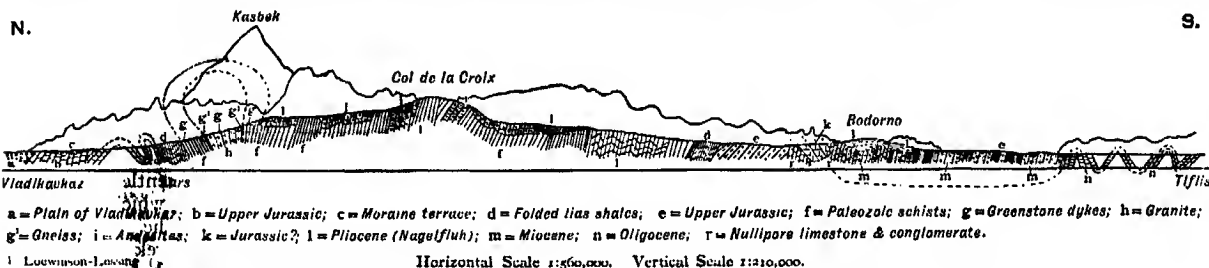 N. Kasbek S.
Col de la Croix
k Bodorno
g g' g g' d e e
f h f f f m m m n n
Vladikavkaz Tiflis
a = Plain of Vladikavkaz; b = Upper Jurassic; c = Moraine terrace; d = Folded lias shales; e = Upper Jurassic; f = Paleozoic schists; g = Greenstone dykes; h = Granite;
g' = Gneiss; i = Andesites; k = Jurassic?; l = Pliocene (Nagelfluh); m = Miocene; n = Oligocene; r = Nullipore limestone & conglomerate.
Horizontal Scale 1:560,000. Vertical Scale 1:210,000.